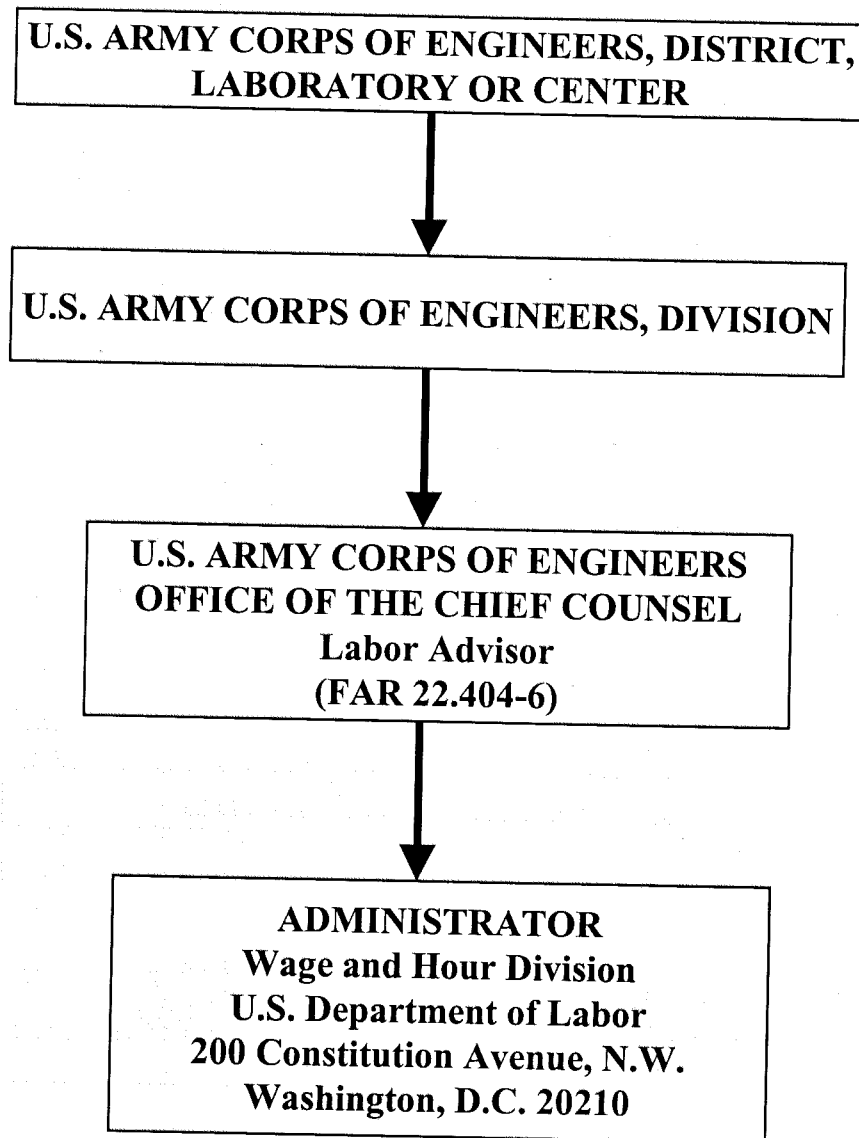 U.S. ARMY CORPS OF ENGINEERS, DISTRICT,
LABORATORY OR CENTER
U.S. ARMY CORPS OF ENGINEERS, DIVISION
U.S. ARMY CORPS OF ENGINEERS
OFFICE OF THE CHIEF COUNSEL
Labor Advisor
(FAR 22.404-6)
ADMINISTRATOR
Wage and Hour Division
U.S. Department of Labor
200 Constitution Avenue, N.W.
Washington, D.C. 20210